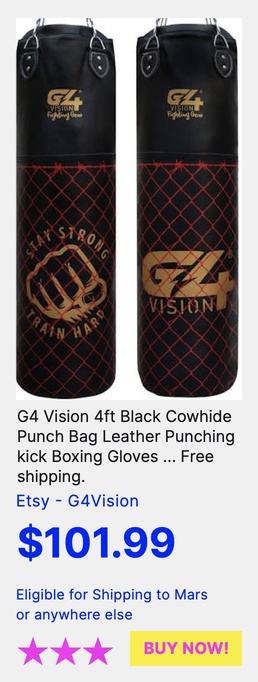 G4
VISION
Fighting Gear
G4
VISION
Fighting Gear
STAY STRONG
TRAIN HARD
G4
VISION
G4 Vision 4ft Black Cowhide
Punch Bag Leather Punching
kick Boxing Gloves ... Free
shipping.
Etsy - G4Vision
$101.99
Eligible for Shipping to Mars
or anywhere else
BUY NOW!